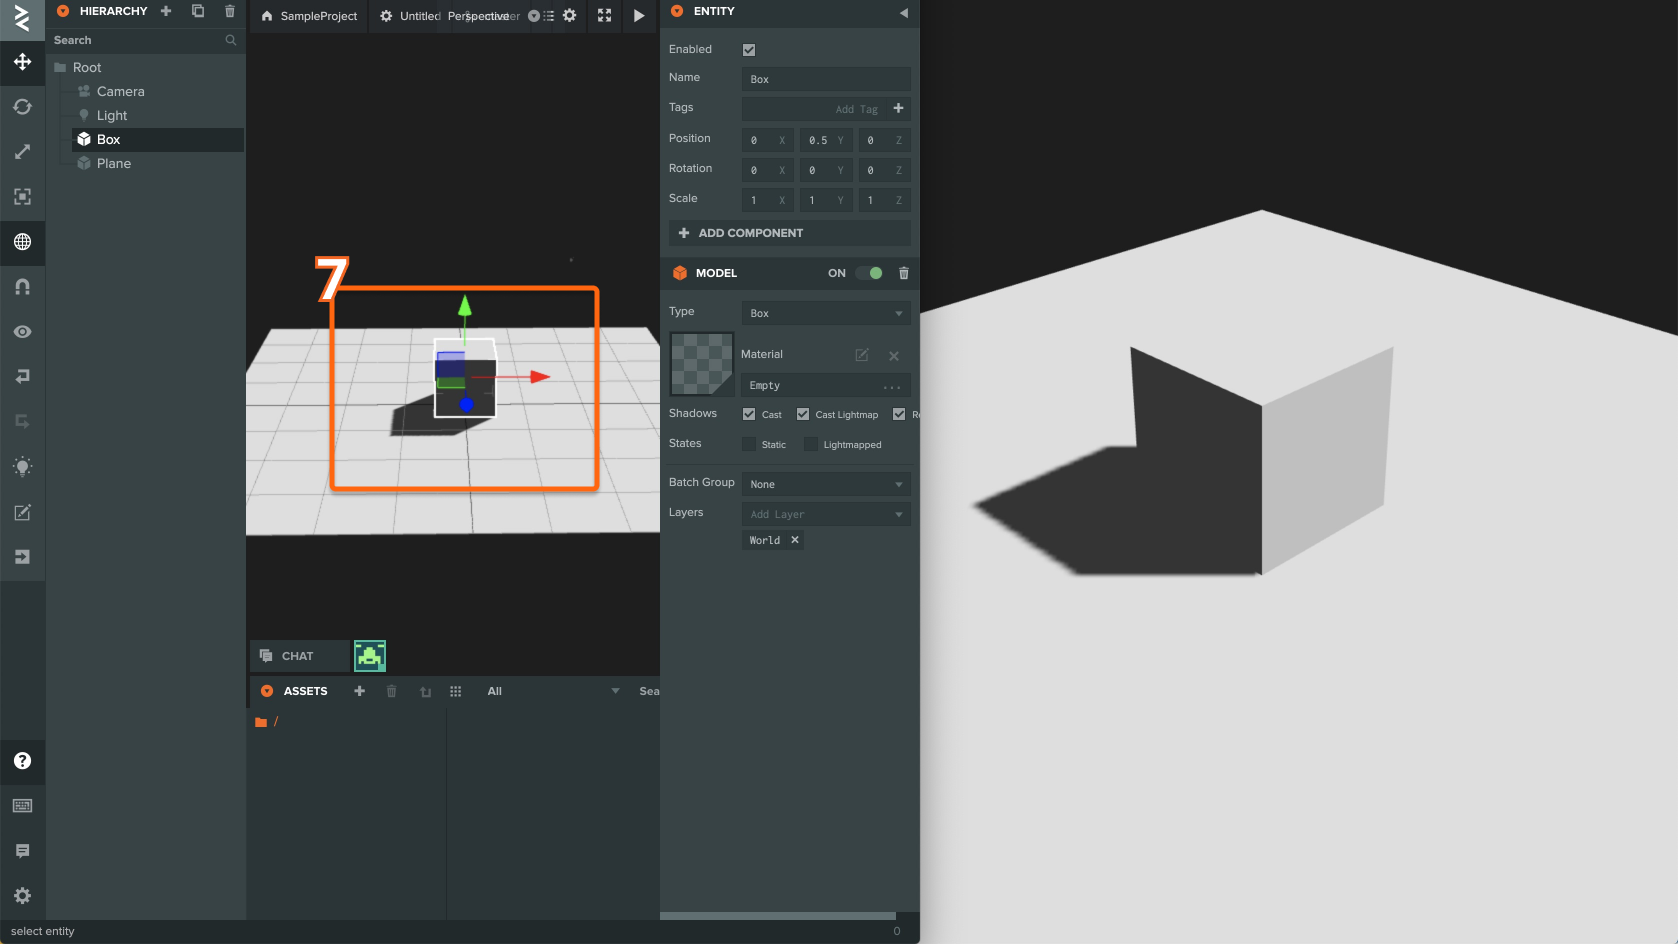 HIERARCHY
Search
Root
Camera
Light
Box
Plane
SampleProject
Untitled
Perspective
7
CHAT
ASSETS
All
Sea
/
ENTITY
Enabled
Name Box
Tags Add Tag
Position 0 X 0.5 Y 0 Z
Rotation 0 X 0 Y 0 Z
Scale 1 X 1 Y 1 Z
ADD COMPONENT
MODEL ON
Type Box
Material
Empty ...
Shadows Cast Cast Lightmap Re
States Static Lightmapped
Batch Group None
Layers Add Layer
World
select entity
0